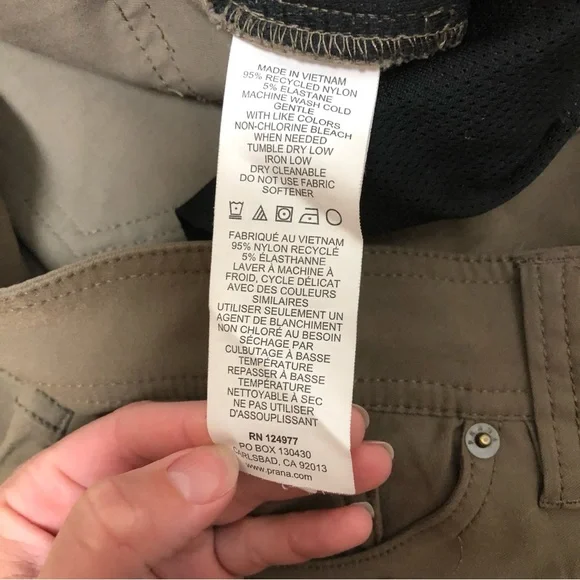 MADE IN VIETNAM
95% RECYCLED NYLON
5% ELASTANE
MACHINE WASH COLD
GENTLE
WITH LIKE COLORS
NON-CHLORINE BLEACH
WHEN NEEDED
TUMBLE DRY LOW
IRON LOW
DRY CLEANABLE
DO NOT USE FABRIC
SOFTENER
FABRIQUÉ AU VIETNAM
95% NYLON RECYCLÉ
5% ÉLASTHANNE
LAVER À MACHINE À
FROID, CYCLE DÉLICAT
AVEC DES COULEURS
SIMILAIRES
UTILISER SEULEMENT UN
AGENT DE BLANCHIMENT
NON CHLORÉ AU BESOIN
SÉCHAGE PAR
CULBUTAGE À BASSE
TEMPÉRATURE
REPASSER À BASSE
TEMPÉRATURE
NETTOYABLE À SEC
NE PAS UTILISER
D'ASSOUPLISSANT
RN 124977
PO BOX 130430
CARLSBAD, CA 92013
www.prana.com